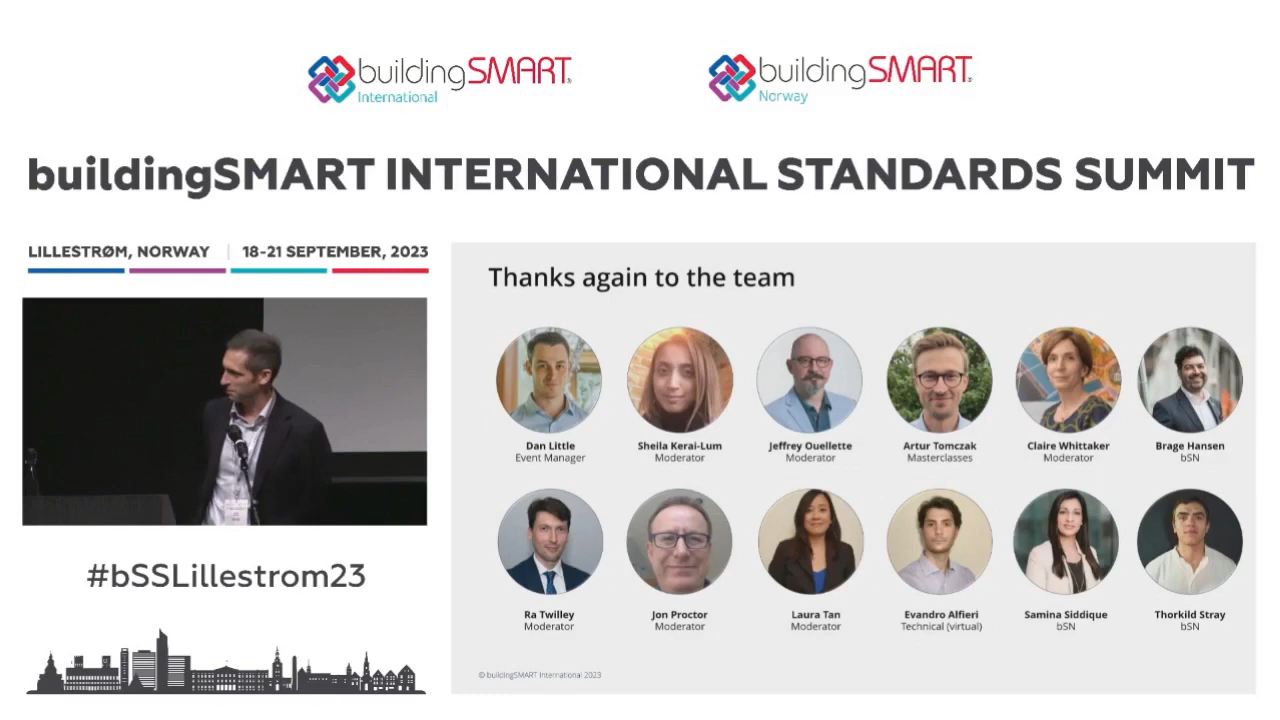 buildingSMART®
International
buildingSMART®
Norway
buildingSMART INTERNATIONAL STANDARDS SUMMIT
LILLESTRØM, NORWAY | 18-21 SEPTEMBER, 2023
Thanks again to the team
Dan Little
Event Manager
Sheila Kerai-Lum
Moderator
Jeffrey Ouellette
Moderator
Artur Tomczak
Masterclasses
Claire Whittaker
Moderator
Brage Hansen
bSN
Ra Twilley
Moderator
Jon Proctor
Moderator
Laura Tan
Moderator
Evandro Alfieri
Technical (virtual)
Samina Siddique
bSN
Thorkild Stray
bSN
© buildingSMART International 2023
#bSSLillestrom23